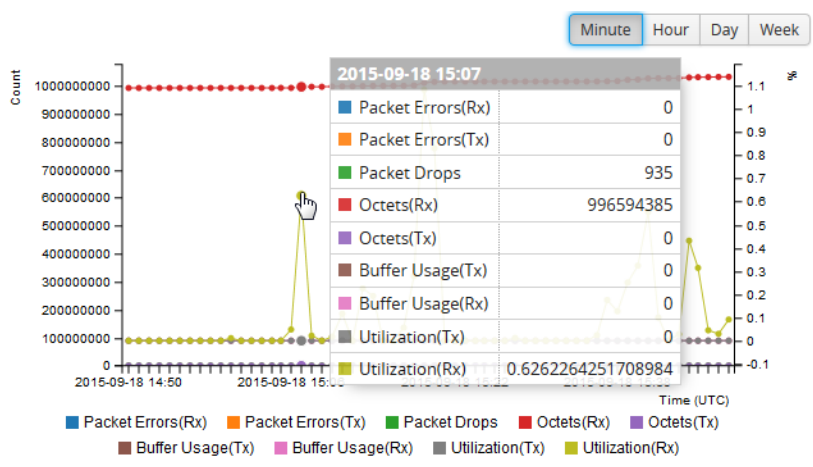 Minute Hour Day Week
Count
%
2015-09-18 15:07
Packet Errors(Rx) 0
Packet Errors(Tx) 0
Packet Drops 935
Octets(Rx) 996594385
Octets(Tx) 0
Buffer Usage(Tx) 0
Buffer Usage(Rx) 0
Utilization(Tx) 0
Utilization(Rx) 0.6262264251708984
1000000000
900000000
800000000
700000000
600000000
500000000
400000000
300000000
200000000
100000000
0
1.1
1
0.9
0.8
0.7
0.6
0.5
0.4
0.3
0.2
0.1
0
-0.1
2015-09-18 14:50 2015-09-18 2015-09-18
Time (UTC)
Packet Errors(Rx) Packet Errors(Tx) Packet Drops Octets(Rx) Octets(Tx)
Buffer Usage(Tx) Buffer Usage(Rx) Utilization(Tx) Utilization(Rx)